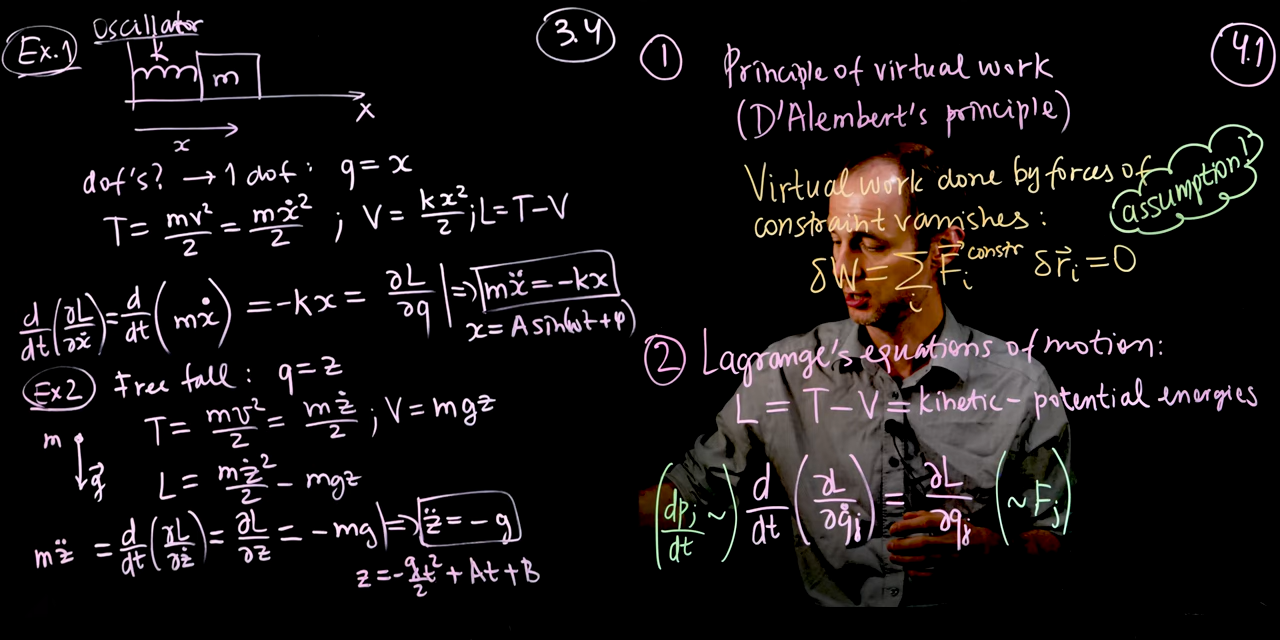 Ex.1 Oscillator
3.4
k
m
x
x
dof's? → 1 dof: q = x
T = mv²/2 = mẋ²/2 ; V = kx²/2 ; L = T − V
d/dt (∂L/∂ẋ) = d/dt (mẋ) = −kx = ∂L/∂q | ⇒ mẍ = −kx
x = A sin(ωt + φ)
Ex2 Free fall: q = z
T = mv²/2 = mż/2 ; V = mgz
m
g⃗
L = mż²/2 − mgz
mz̈ = d/dt (∂L/∂ż) = ∂L/∂z = −mg | ⇒ z̈ = −g
z = −gt²/2 + At + B
4.1
① Principle of virtual work
(D'Alembert's principle)
Virtual work done by forces of
constraint vanishes:
assumption!
δW = ∑ᵢ F⃗ᵢ^constr δr⃗ᵢ = 0
② Lagrange's equations of motion:
L = T − V = kinetic − potential energies
(dpⱼ/dt ~) d/dt (∂L/∂q̇ⱼ) = ∂L/∂qⱼ (~ Fⱼ)